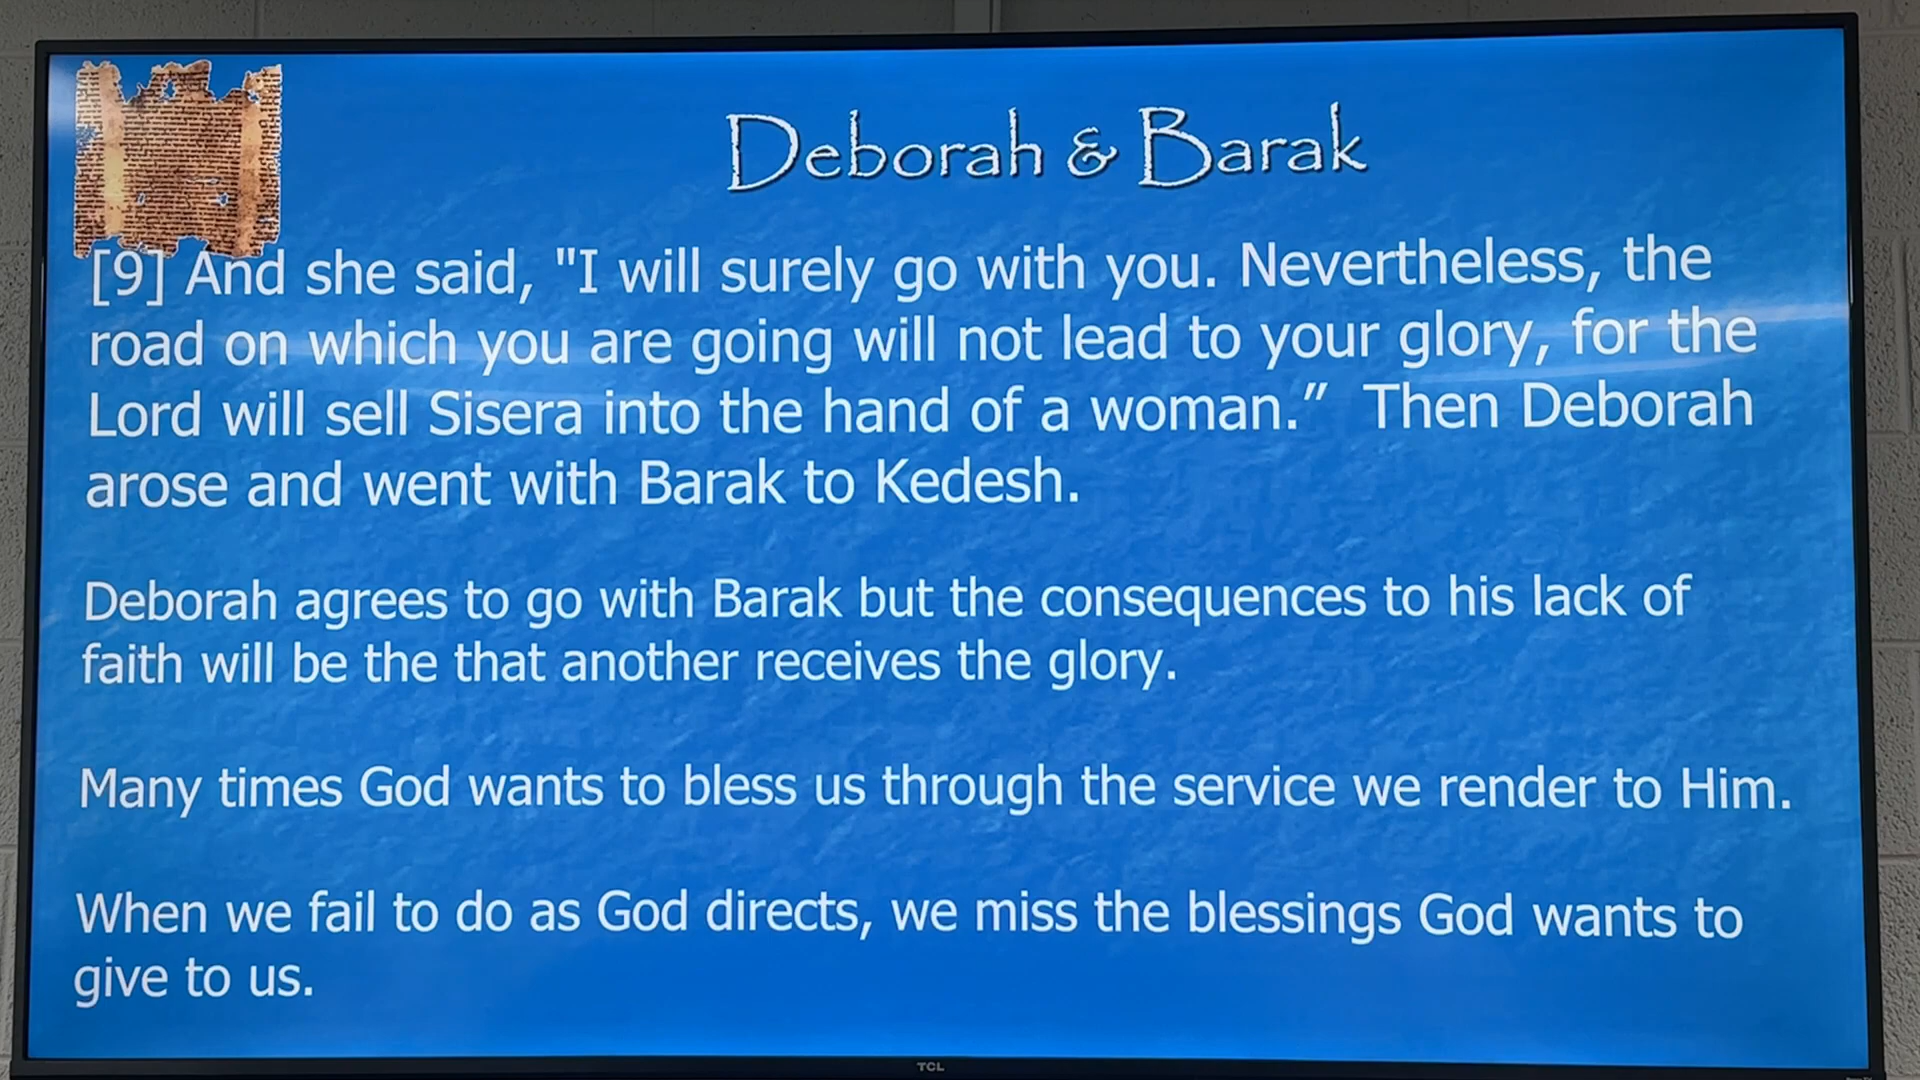 Deborah & Barak
[9] And she said, "I will surely go with you. Nevertheless, the
road on which you are going will not lead to your glory, for the
Lord will sell Sisera into the hand of a woman.” Then Deborah
arose and went with Barak to Kedesh.
Deborah agrees to go with Barak but the consequences to his lack of
faith will be the that another receives the glory.
Many times God wants to bless us through the service we render to Him.
When we fail to do as God directs, we miss the blessings God wants to
give to us.
TCL